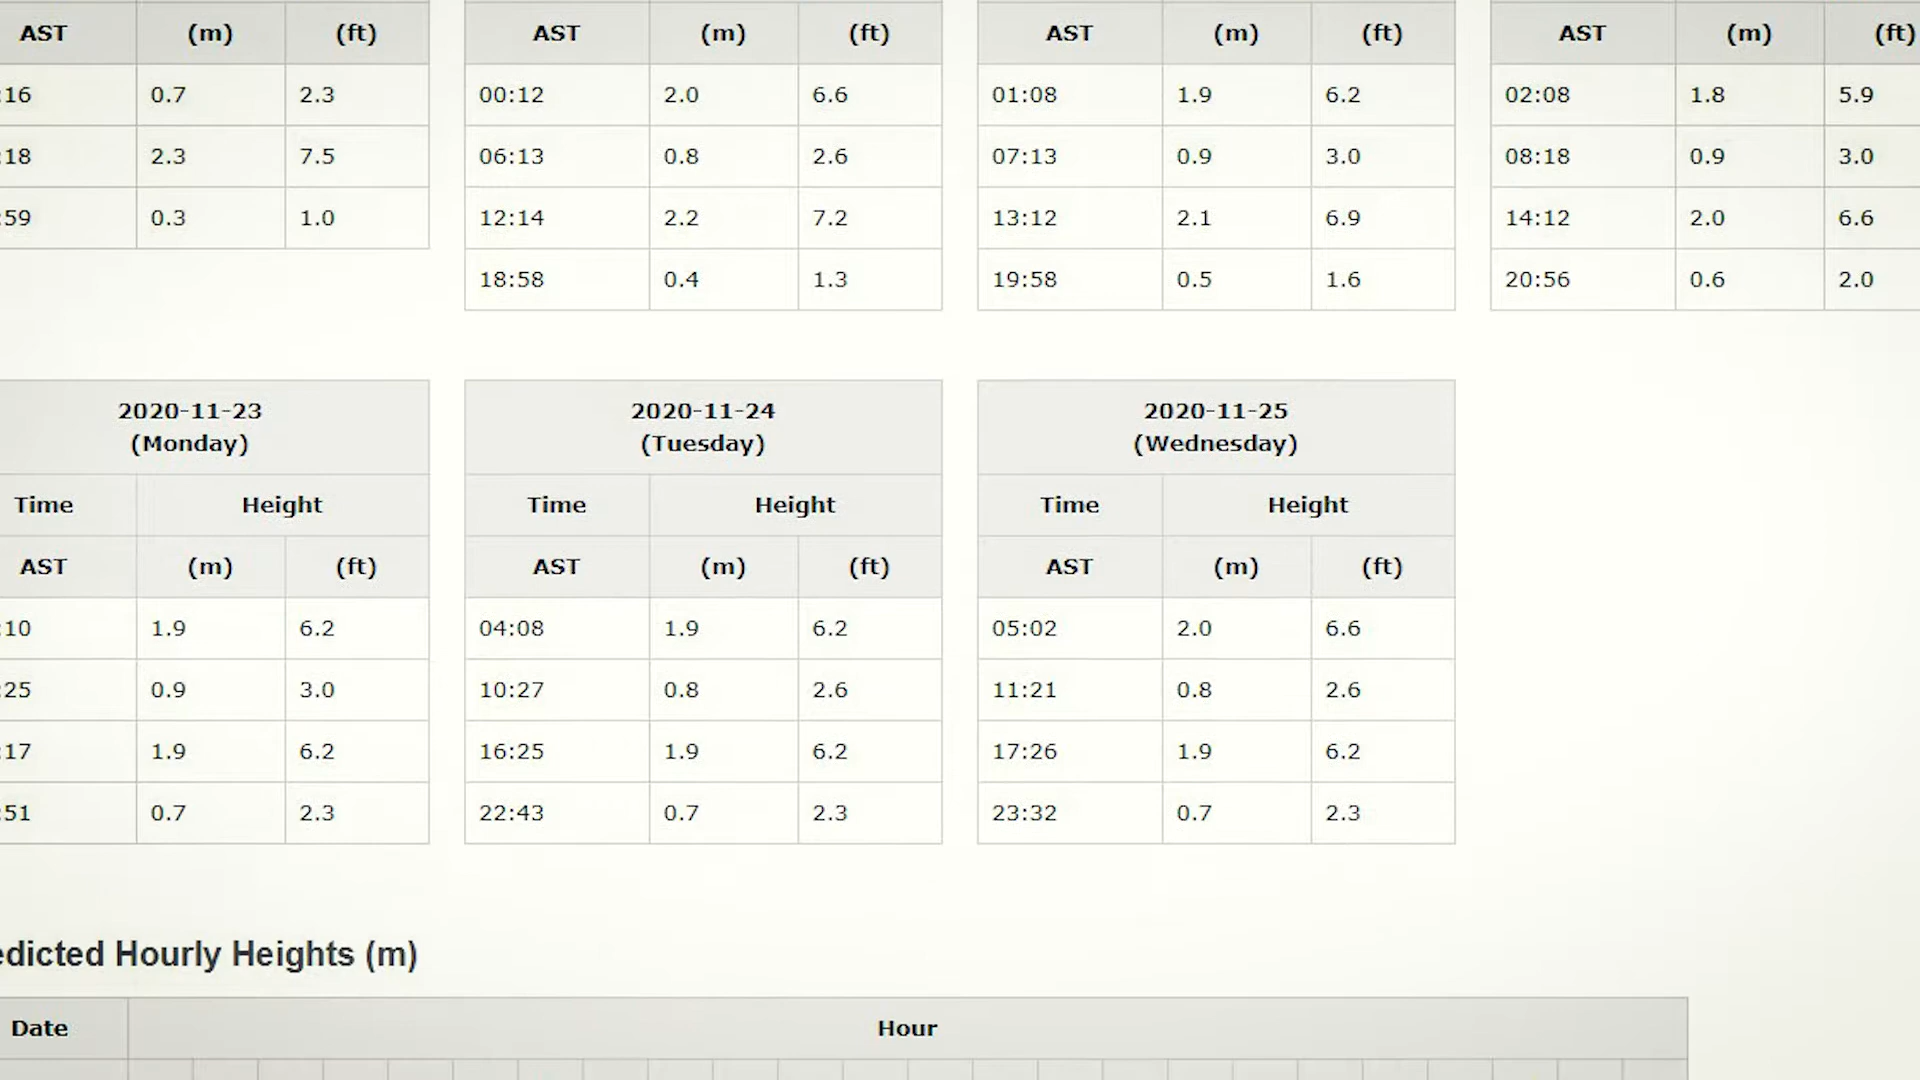 AST (m) (ft) AST (m) (ft) AST (m) (ft) AST (m) (ft)
:16 0.7 2.3 00:12 2.0 6.6 01:08 1.9 6.2 02:08 1.8 5.9
:18 2.3 7.5 06:13 0.8 2.6 07:13 0.9 3.0 08:18 0.9 3.0
:59 0.3 1.0 12:14 2.2 7.2 13:12 2.1 6.9 14:12 2.0 6.6
18:58 0.4 1.3 19:58 0.5 1.6 20:56 0.6 2.0
2020-11-23 2020-11-24 2020-11-25
(Monday) (Tuesday) (Wednesday)
Time Height Time Height Time Height
AST (m) (ft) AST (m) (ft) AST (m) (ft)
:10 1.9 6.2 04:08 1.9 6.2 05:02 2.0 6.6
:25 0.9 3.0 10:27 0.8 2.6 11:21 0.8 2.6
:17 1.9 6.2 16:25 1.9 6.2 17:26 1.9 6.2
:51 0.7 2.3 22:43 0.7 2.3 23:32 0.7 2.3
edicted Hourly Heights (m)
Date Hour